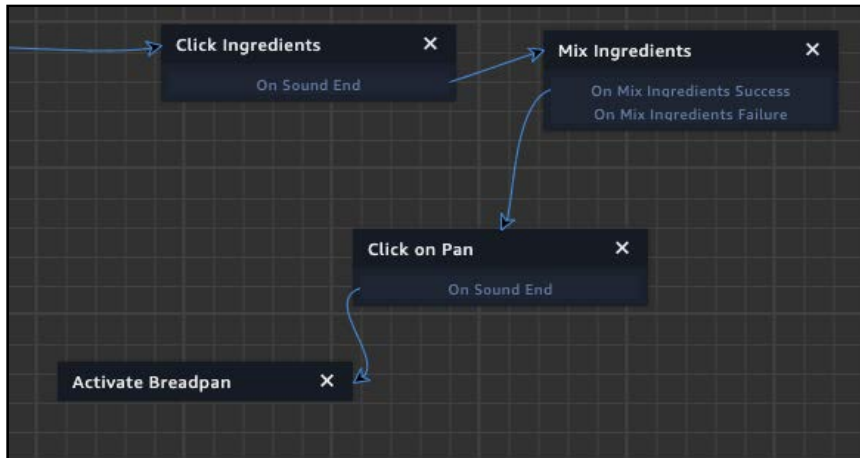 Click Ingredients ×
On Sound End
Mix Ingredients ×
On Mix Ingredients Success
On Mix Ingredients Failure
Click on Pan ×
On Sound End
Activate Breadpan ×